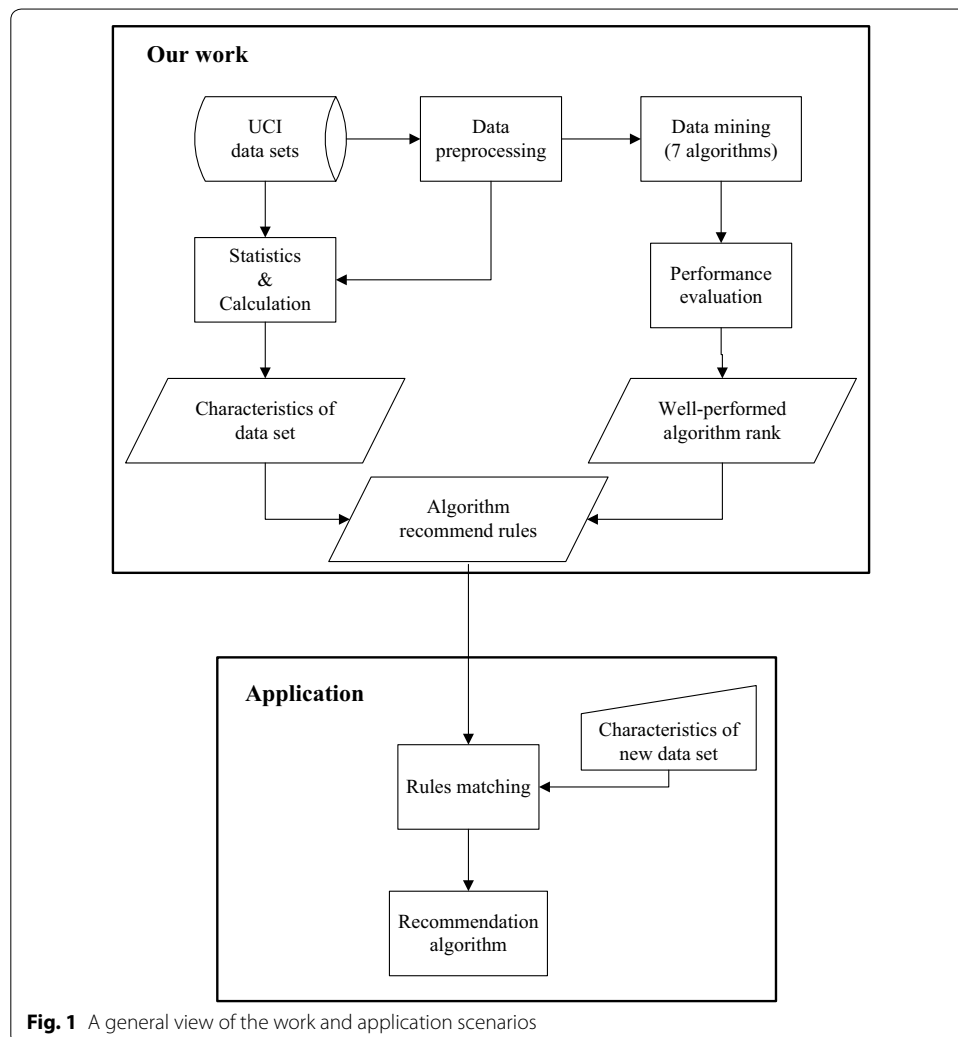 Our work
UCI
data sets
Data
preprocessing
Data mining
(7 algorithms)
Statistics
&
Calculation
Performance
evaluation
Characteristics of
data set
Well-performed
algorithm rank
Algorithm
recommend rules
Application
Characteristics of
new data set
Rules matching
Recommendation
algorithm
Fig. 1 A general view of the work and application scenarios